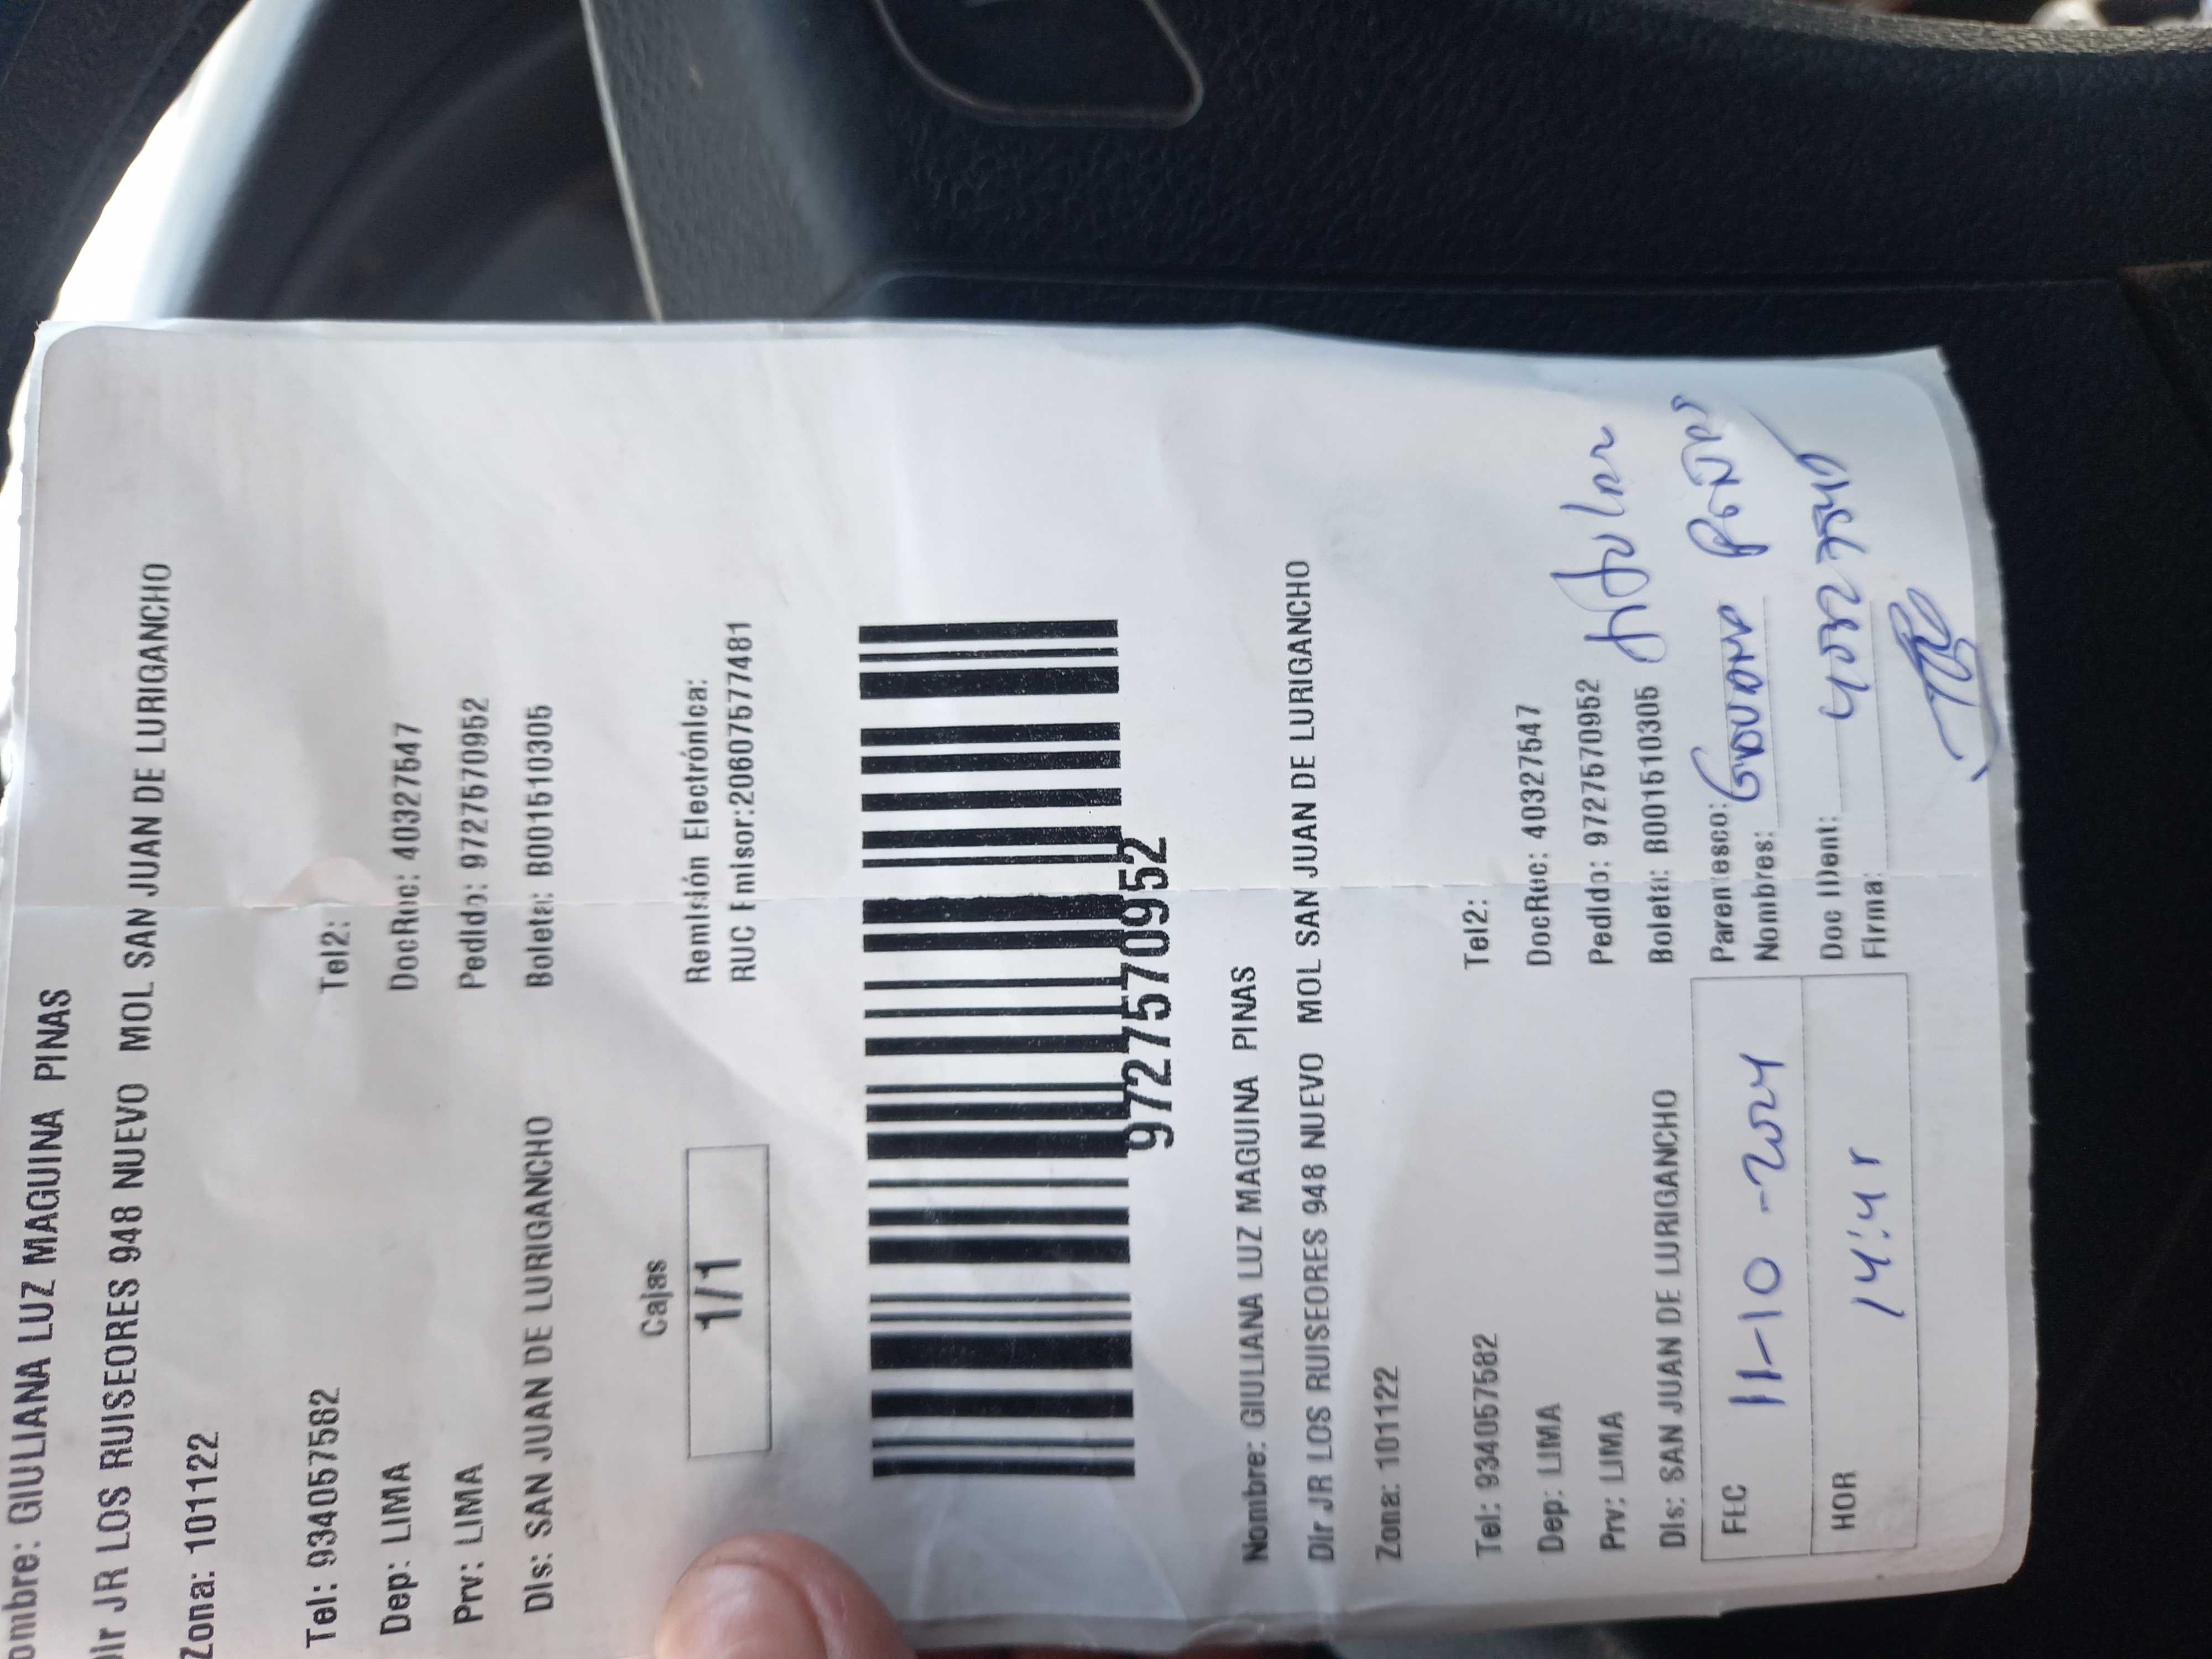 ombre: GIULIANA LUZ MAGUINA PINAS
Dir JR LOS RUISEORES 948 NUEVO MOL SAN JUAN DE LURIGANCHO
Zona: 101122
Tel: 934057582 Tel2:
Dep: LIMA DocRec: 40327547
Prv: LIMA Pedido: 9727570952
Dis: SAN JUAN DE LURIGANCHO Boleta: B001510305
Cajas Remisión Electrónica:
1/1 RUC Emisor:20607577481
9727570952
Nombre: GIULIANA LUZ MAGUINA PINAS
Dir JR LOS RUISEORES 948 NUEVO MOL SAN JUAN DE LURIGANCHO
Zona: 101122
Tel: 934057582 Tel2:
Dep: LIMA DocRec: 40327547
Prv: LIMA Pedido: 9727570952
Dis: SAN JUAN DE LURIGANCHO Boleta: B001510305 titular
FEC 11-10-2024 Parentesco:
Nombres:
HOR Doc IDent:
Firma: